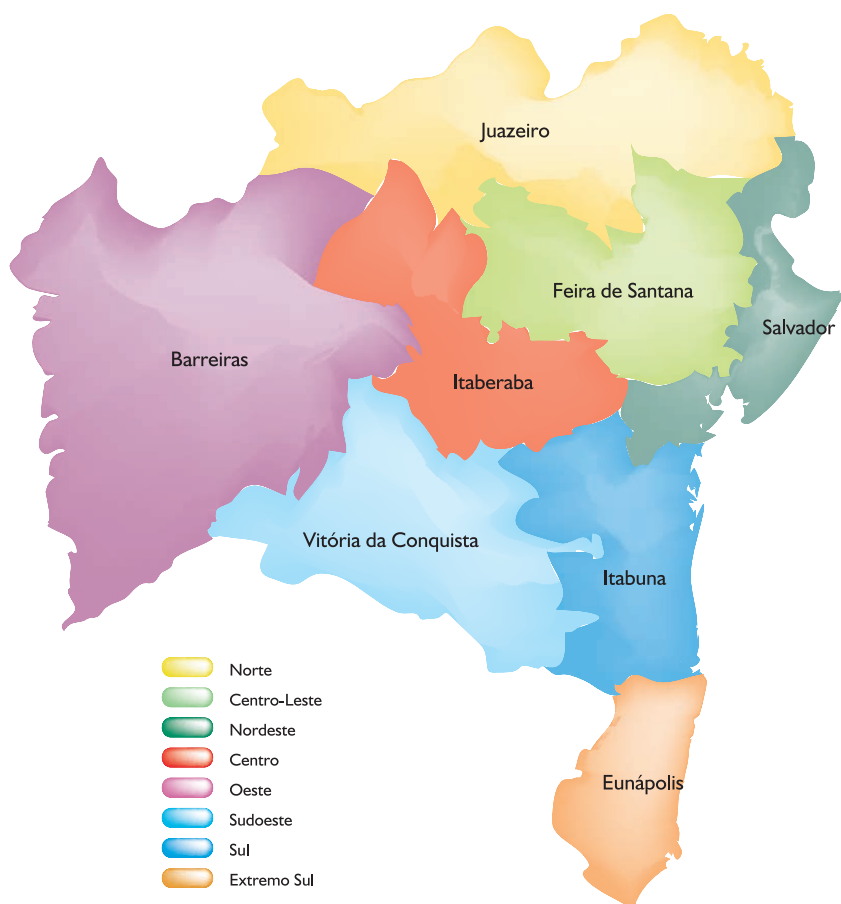 Juazeiro
Feira de Santana
Salvador
Barreiras
Itaberaba
Vitória da Conquista
Itabuna
Eunápolis
Norte
Centro-Leste
Nordeste
Centro
Oeste
Sudoeste
Sul
Extremo Sul